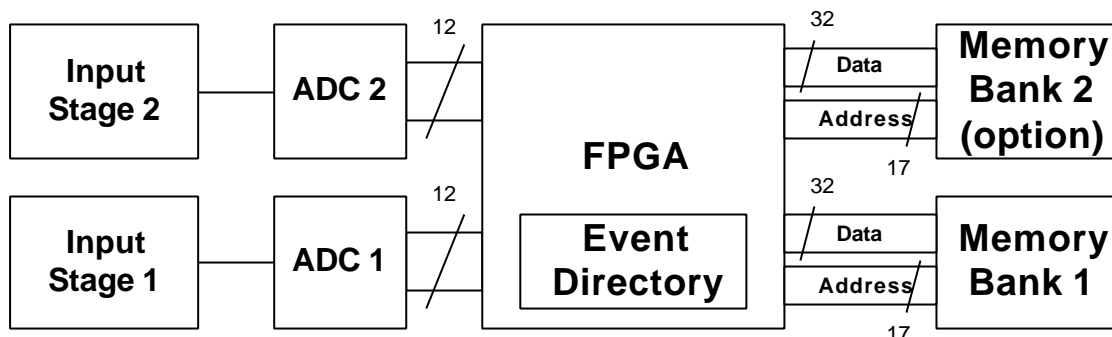 Input
Stage 2
ADC 2
12
FPGA
Event
Directory
32
Data
Address
17
Memory
Bank 2
(option)
Input
Stage 1
ADC 1
12
32
Data
Address
17
Memory
Bank 1